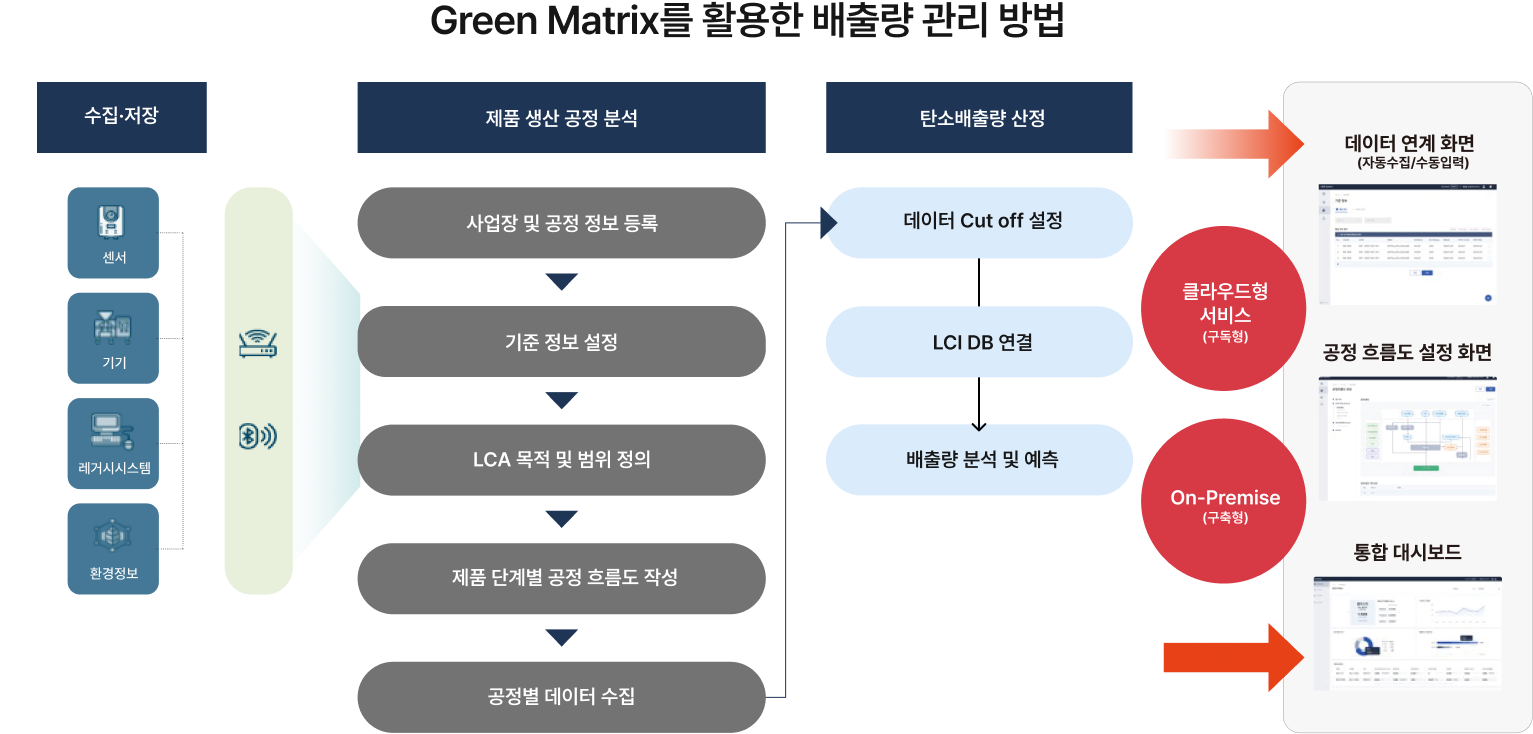 Green Matrix를 활용한 배출량 관리 방법
수집·저장
센서
기기
레거시시스템
환경정보
제품 생산 공정 분석
사업장 및 공정 정보 등록
기준 정보 설정
LCA 목적 및 범위 정의
제품 단계별 공정 흐름도 작성
공정별 데이터 수집
탄소배출량 산정
데이터 Cut off 설정
LCI DB 연결
배출량 분석 및 예측
클라우드형
서비스
(구독형)
On-Premise
(구축형)
데이터 연계 화면
(자동수집/수동입력)
공정 흐름도 설정 화면
통합 대시보드